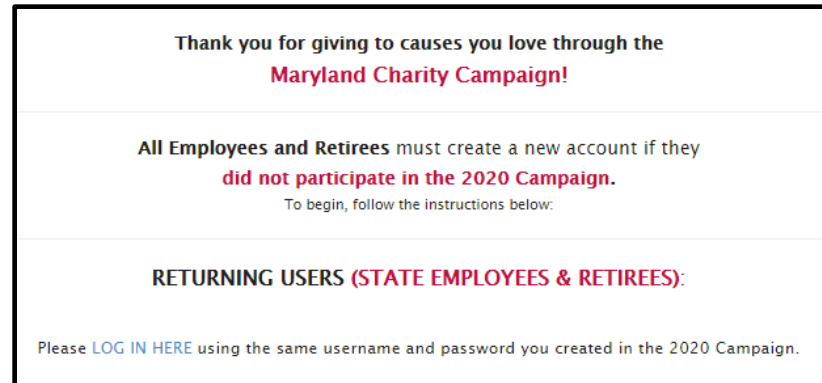 Thank you for giving to causes you love through the
Maryland Charity Campaign!
All Employees and Retirees must create a new account if they
did not participate in the 2020 Campaign.
To begin, follow the instructions below:
RETURNING USERS (STATE EMPLOYEES & RETIREES):
Please LOG IN HERE using the same username and password you created in the 2020 Campaign.